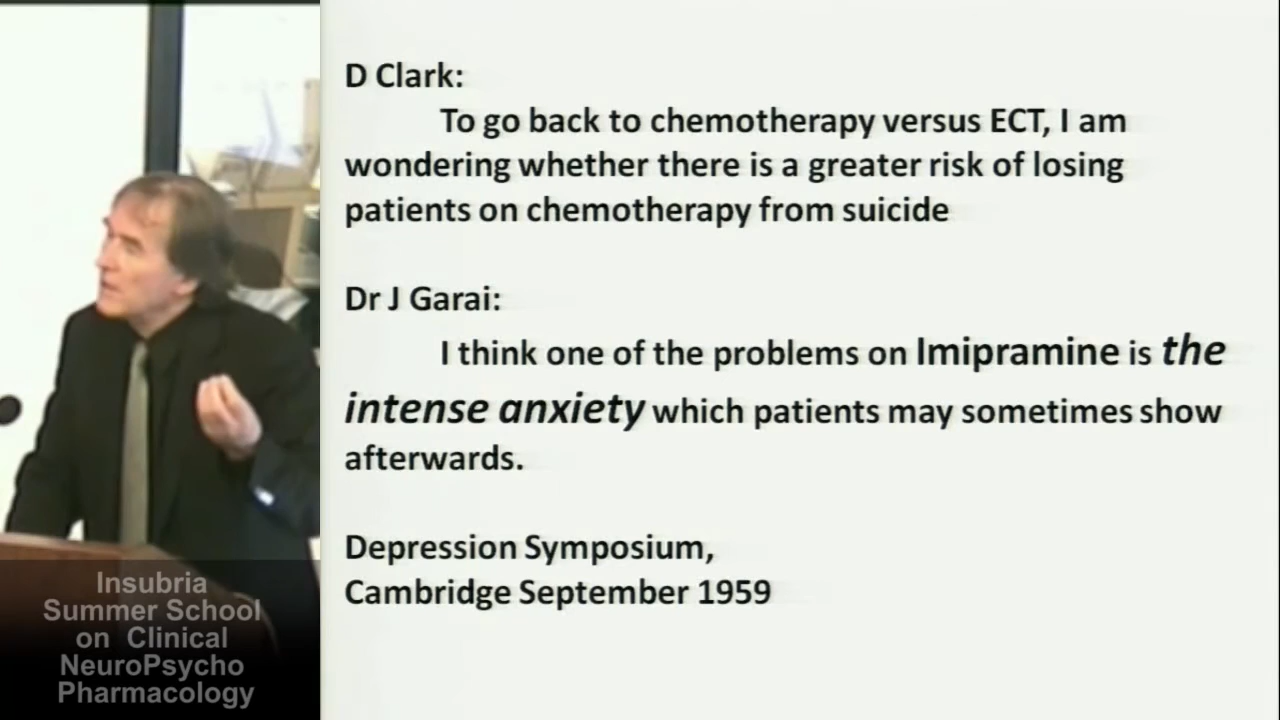 D Clark:
To go back to chemotherapy versus ECT, I am
wondering whether there is a greater risk of losing
patients on chemotherapy from suicide
Dr J Garai:
I think one of the problems on Imipramine is the
intense anxiety which patients may sometimes show
afterwards.
Depression Symposium,
Cambridge September 1959
Insubria
Summer School
on Clinical
NeuroPsycho
Pharmacology